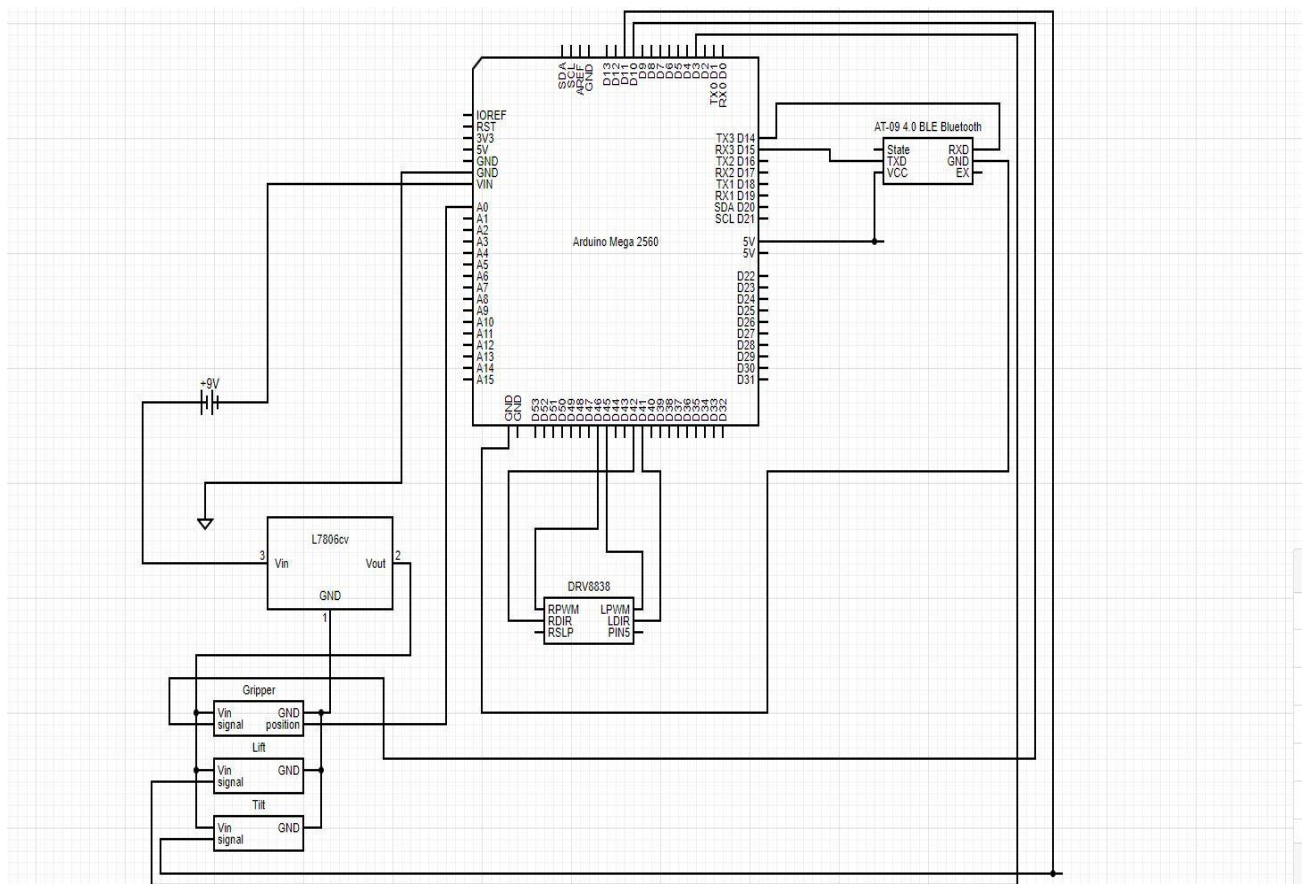 SDA
SCL
AREF
GND
D13
D12
D11
D10
D9
D8
D7
D6
D5
D4
D3
D2
TX0 D1
RX0 D0
IOREF
RST
3V3
5V
GND
GND
VIN
A0
A1
A2
A3
A4
A5
A6
A7
A8
A9
A10
A11
A12
A13
A14
A15
Arduino Mega 2560
TX3 D14
RX3 D15
TX2 D16
RX2 D17
TX1 D18
RX1 D19
SDA D20
SCL D21
5V
5V
D22
D23
D24
D25
D26
D27
D28
D29
D30
D31
GND
GND
D53
D52
D51
D50
D49
D48
D47
D46
D45
D44
D43
D42
D41
D40
D39
D38
D37
D36
D35
D34
D33
D32
AT-09 4.0 BLE Bluetooth
State RXD
TXD GND
VCC EX
+9V
L7806cv
3 Vin Vout 2
GND
1
DRV8838
RPWM LPWM
RDIR LDIR
RSLP PIN5
Gripper
Vin GND
signal position
Lift
Vin GND
signal
Tilt
Vin GND
signal